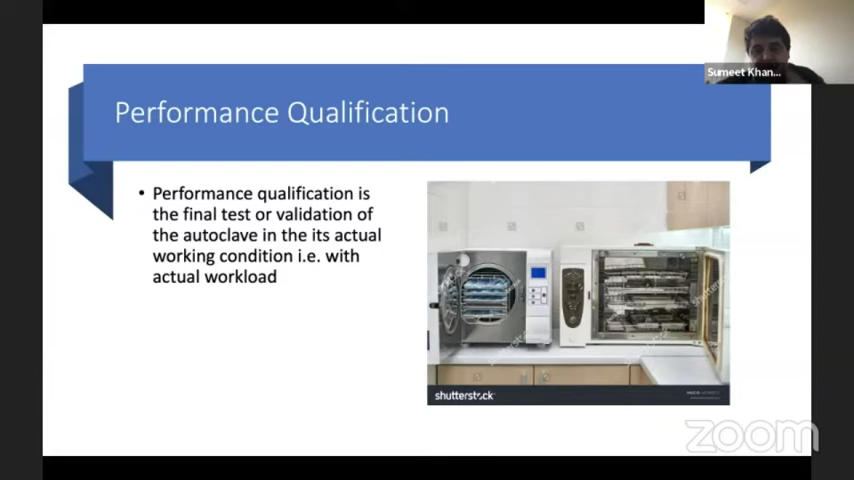 Sumeet Khan...
Performance Qualification
• Performance qualification is
the final test or validation of
the autoclave in the its actual
working condition i.e. with
actual workload
shutterstock
zoom